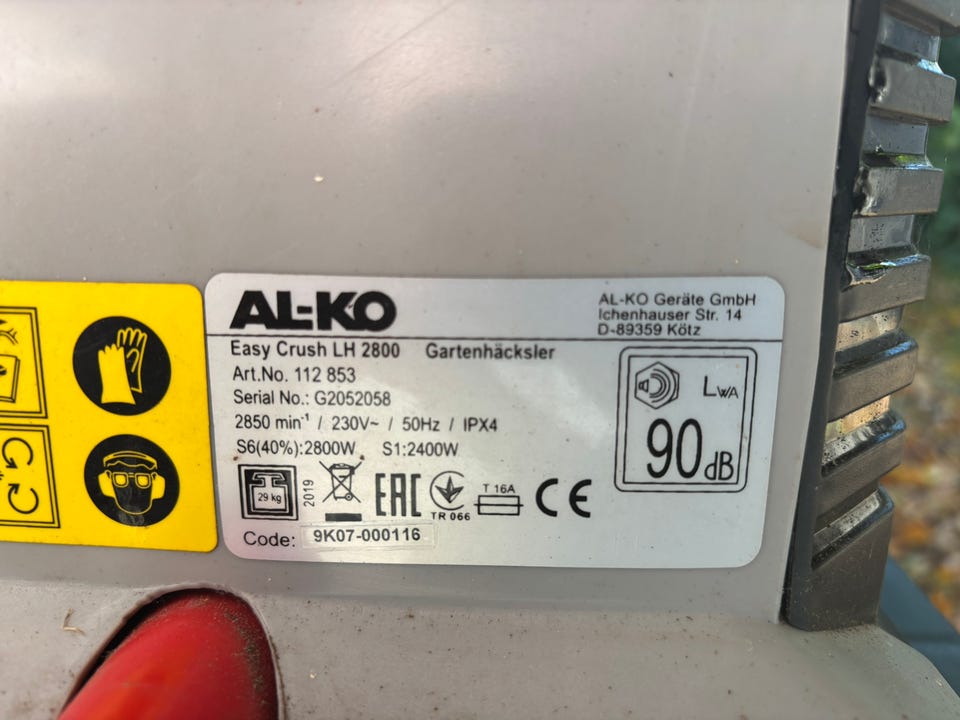 AL-KO
AL-KO Geräte GmbH
Ichenhauser Str. 14
D-89359 Kötz
Easy Crush LH 2800 Gartenhäcksler
Art.No. 112 853
Serial No.: G2052058
2850 min⁻¹ / 230V~ / 50Hz / IPX4
S6(40%):2800W S1:2400W
LWA
90dB
29 kg
2019
EAC
TR 066
T 16A
CE
Code: 9K07-000116